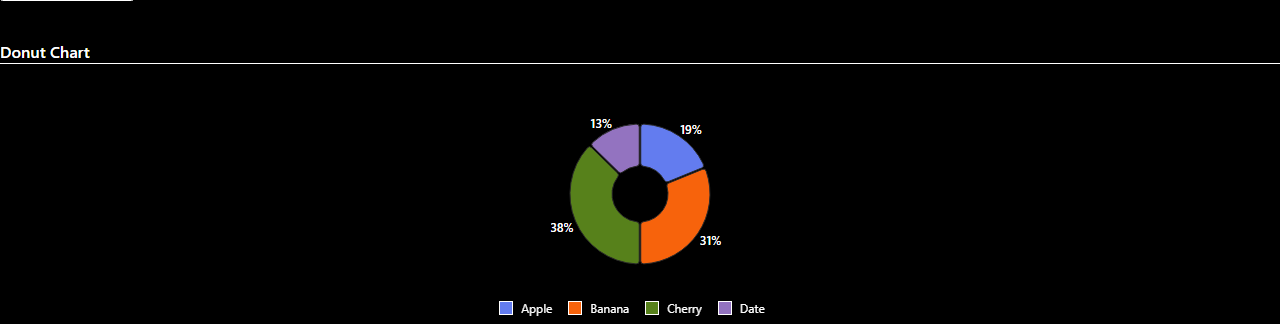 Donut Chart
13%
19%
38%
31%
Apple
Banana
Cherry
Date